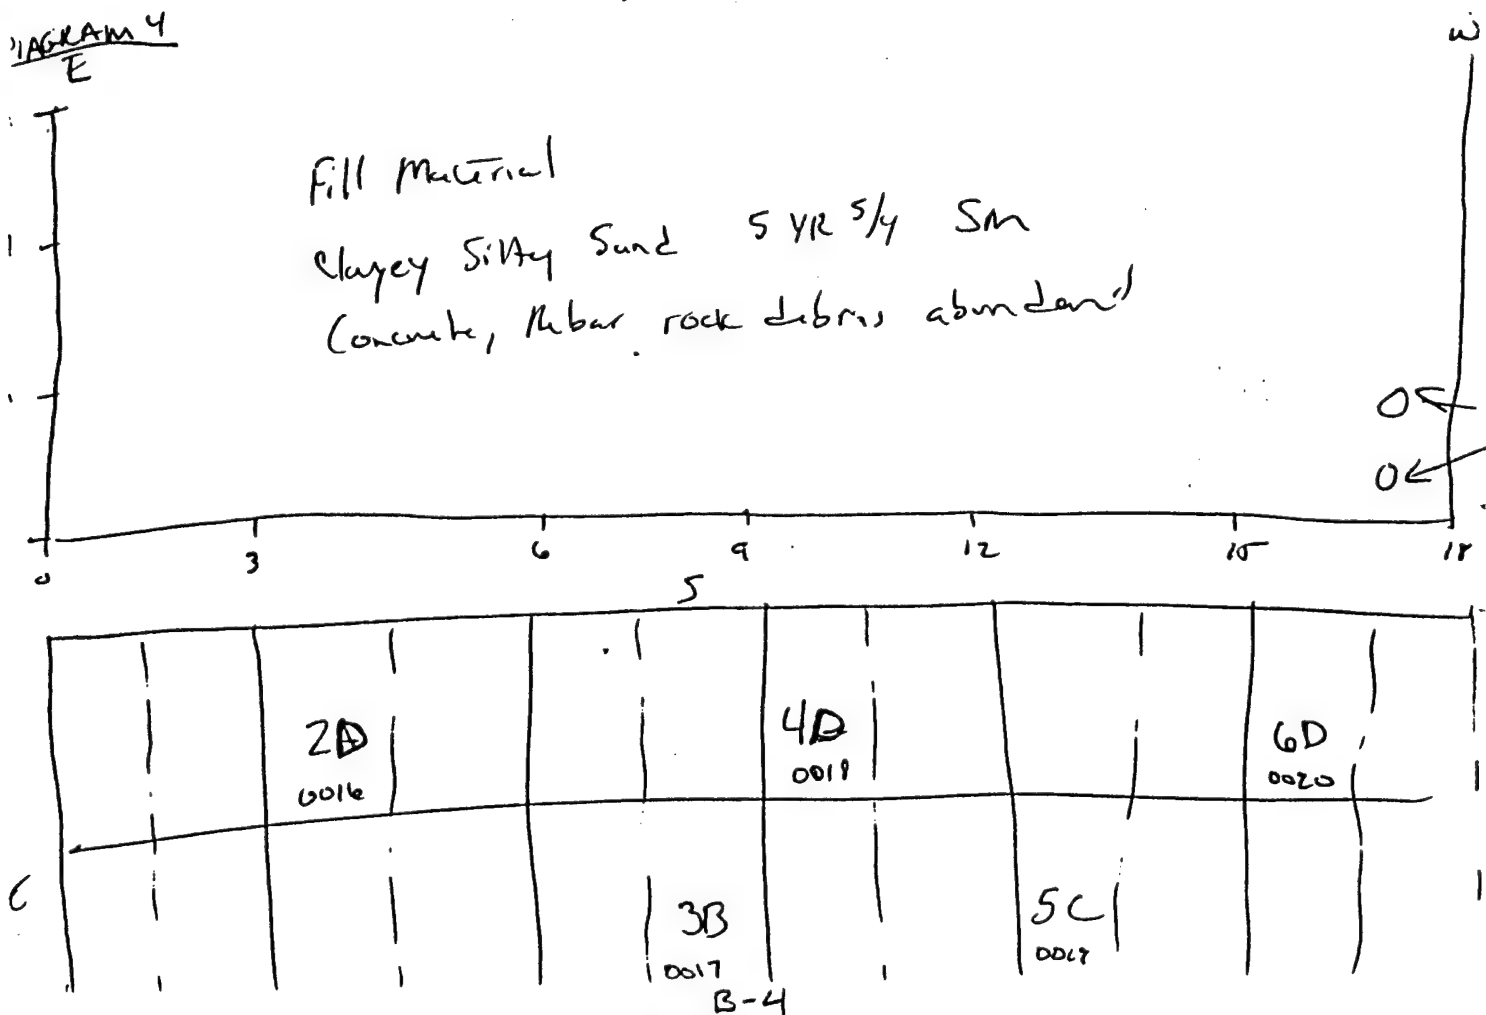 DIAGRAM 4
E
W
Fill Material
Clayey Silty Sand 5 YR 5/4 SM
Concrete, Rebar rock debris abundant
0 3 6 9 12 15 18
S
2D 4D 6D
0016 0018 0020
3B 5C
0017 0019
B-4